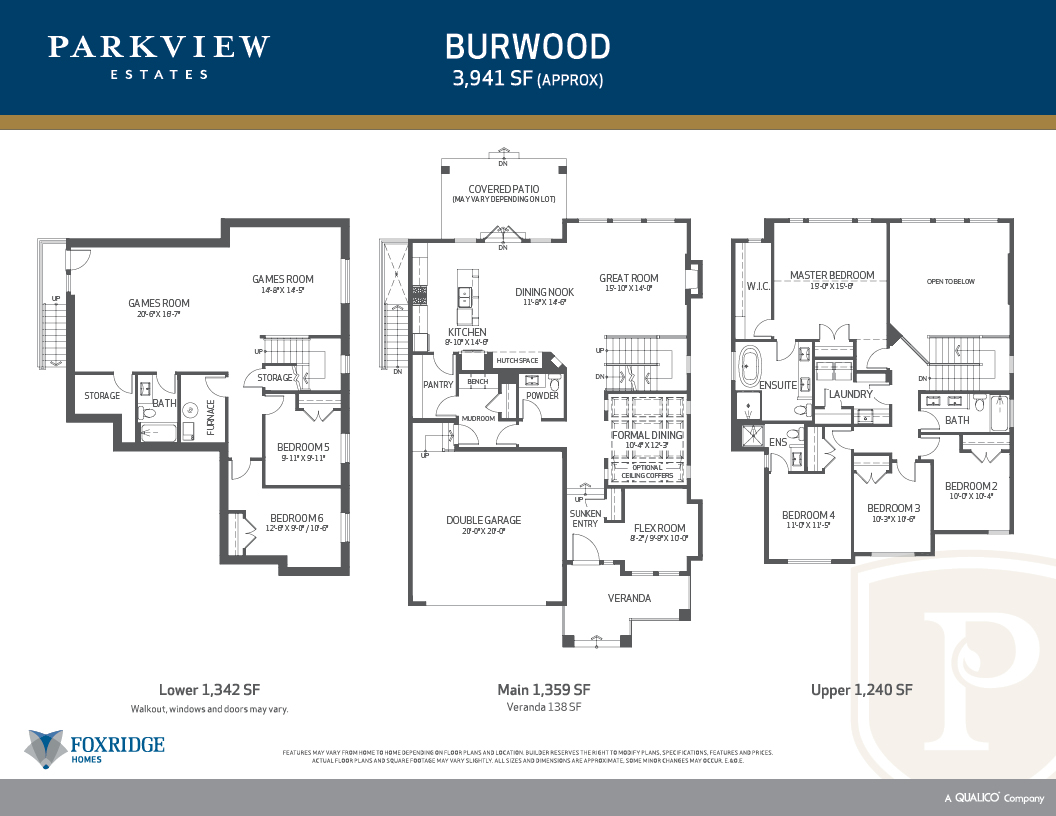 PARKVIEW
ESTATES
BURWOOD
3,941 SF (APPROX)
UP
GAMES ROOM
20'-6" X 18'-7"
GAMES ROOM
14'-8" X 14'-5"
UP
STORAGE
STORAGE
BATH
FURNACE
BEDROOM 5
9'-11" X 9'-11"
BEDROOM 6
12'-8" X 9'-0" / 10'-6"
Lower 1,342 SF
Walkout, windows and doors may vary.
DN
COVERED PATIO
(MAY VARY DEPENDING ON LOT)
DN
DN
DINING NOOK
11'-8" X 14'-6"
GREAT ROOM
15'-10" X 14'-0"
KITCHEN
8'-10" X 14'-6"
HUTCH SPACE
UP
DN
PANTRY
BENCH
MUDROOM
POWDER
UP
FORMAL DINING
10'-4" X 12'-3"
OPTIONAL
CEILING COFFERS
UP
SUNKEN
ENTRY
DOUBLE GARAGE
20'-0" X 20'-0"
FLEX ROOM
8'-2"/ 9'-8" X 10'-0"
VERANDA
DN
Main 1,359 SF
Veranda 138 SF
W.I.C.
MASTER BEDROOM
15'-0" X 15'-6"
OPEN TO BELOW
ENSUITE
LAUNDRY
DN
BATH
ENS
BEDROOM 2
10'-0" X 10'-4"
BEDROOM 3
10'-3" X 10'-6"
BEDROOM 4
11'-0" X 11'-5"
Upper 1,240 SF
FOXRIDGE
HOMES
FEATURES MAY VARY FROM HOME TO HOME DEPENDING ON FLOOR PLANS AND LOCATION. BUILDER RESERVES THE RIGHT TO MODIFY PLANS, SPECIFICATIONS, FEATURES AND PRICES.
ACTUAL FLOOR PLANS AND SQUARE FOOTAGE MAY VARY SLIGHTLY. ALL SIZES AND DIMENSIONS ARE APPROXIMATE. SOME MINOR CHANGES MAY OCCUR. E.&O.E.
P
A QUALICO® Company